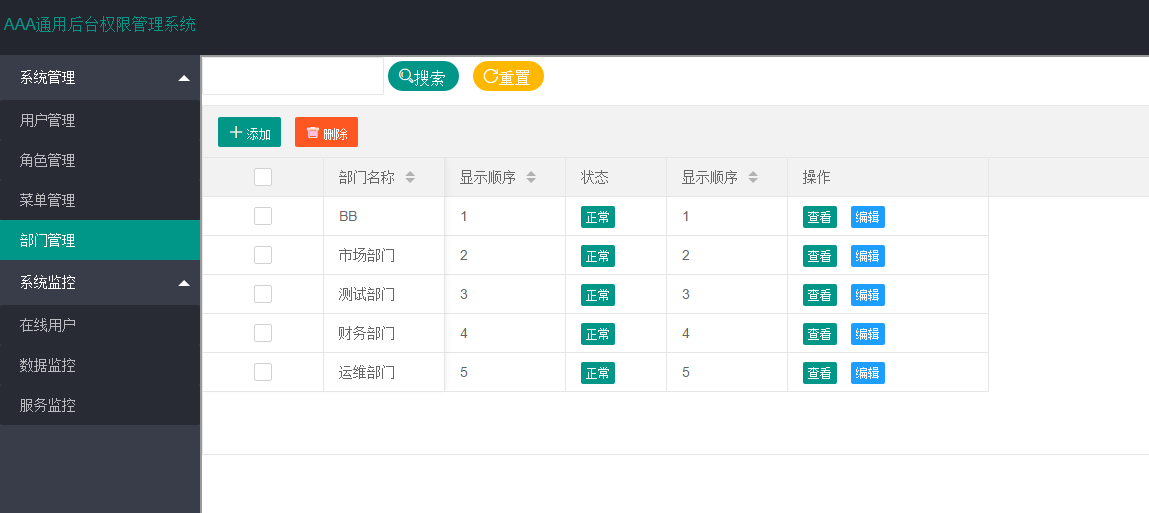 AAA通用后台权限管理系统
系统管理
用户管理
角色管理
菜单管理
部门管理
系统监控
在线用户
数据监控
服务监控
搜索 重置
添加 删除
部门名称 显示顺序 状态 显示顺序 操作
BB 1 正常 1 查看 编辑
市场部门 2 正常 2 查看 编辑
测试部门 3 正常 3 查看 编辑
财务部门 4 正常 4 查看 编辑
运维部门 5 正常 5 查看 编辑